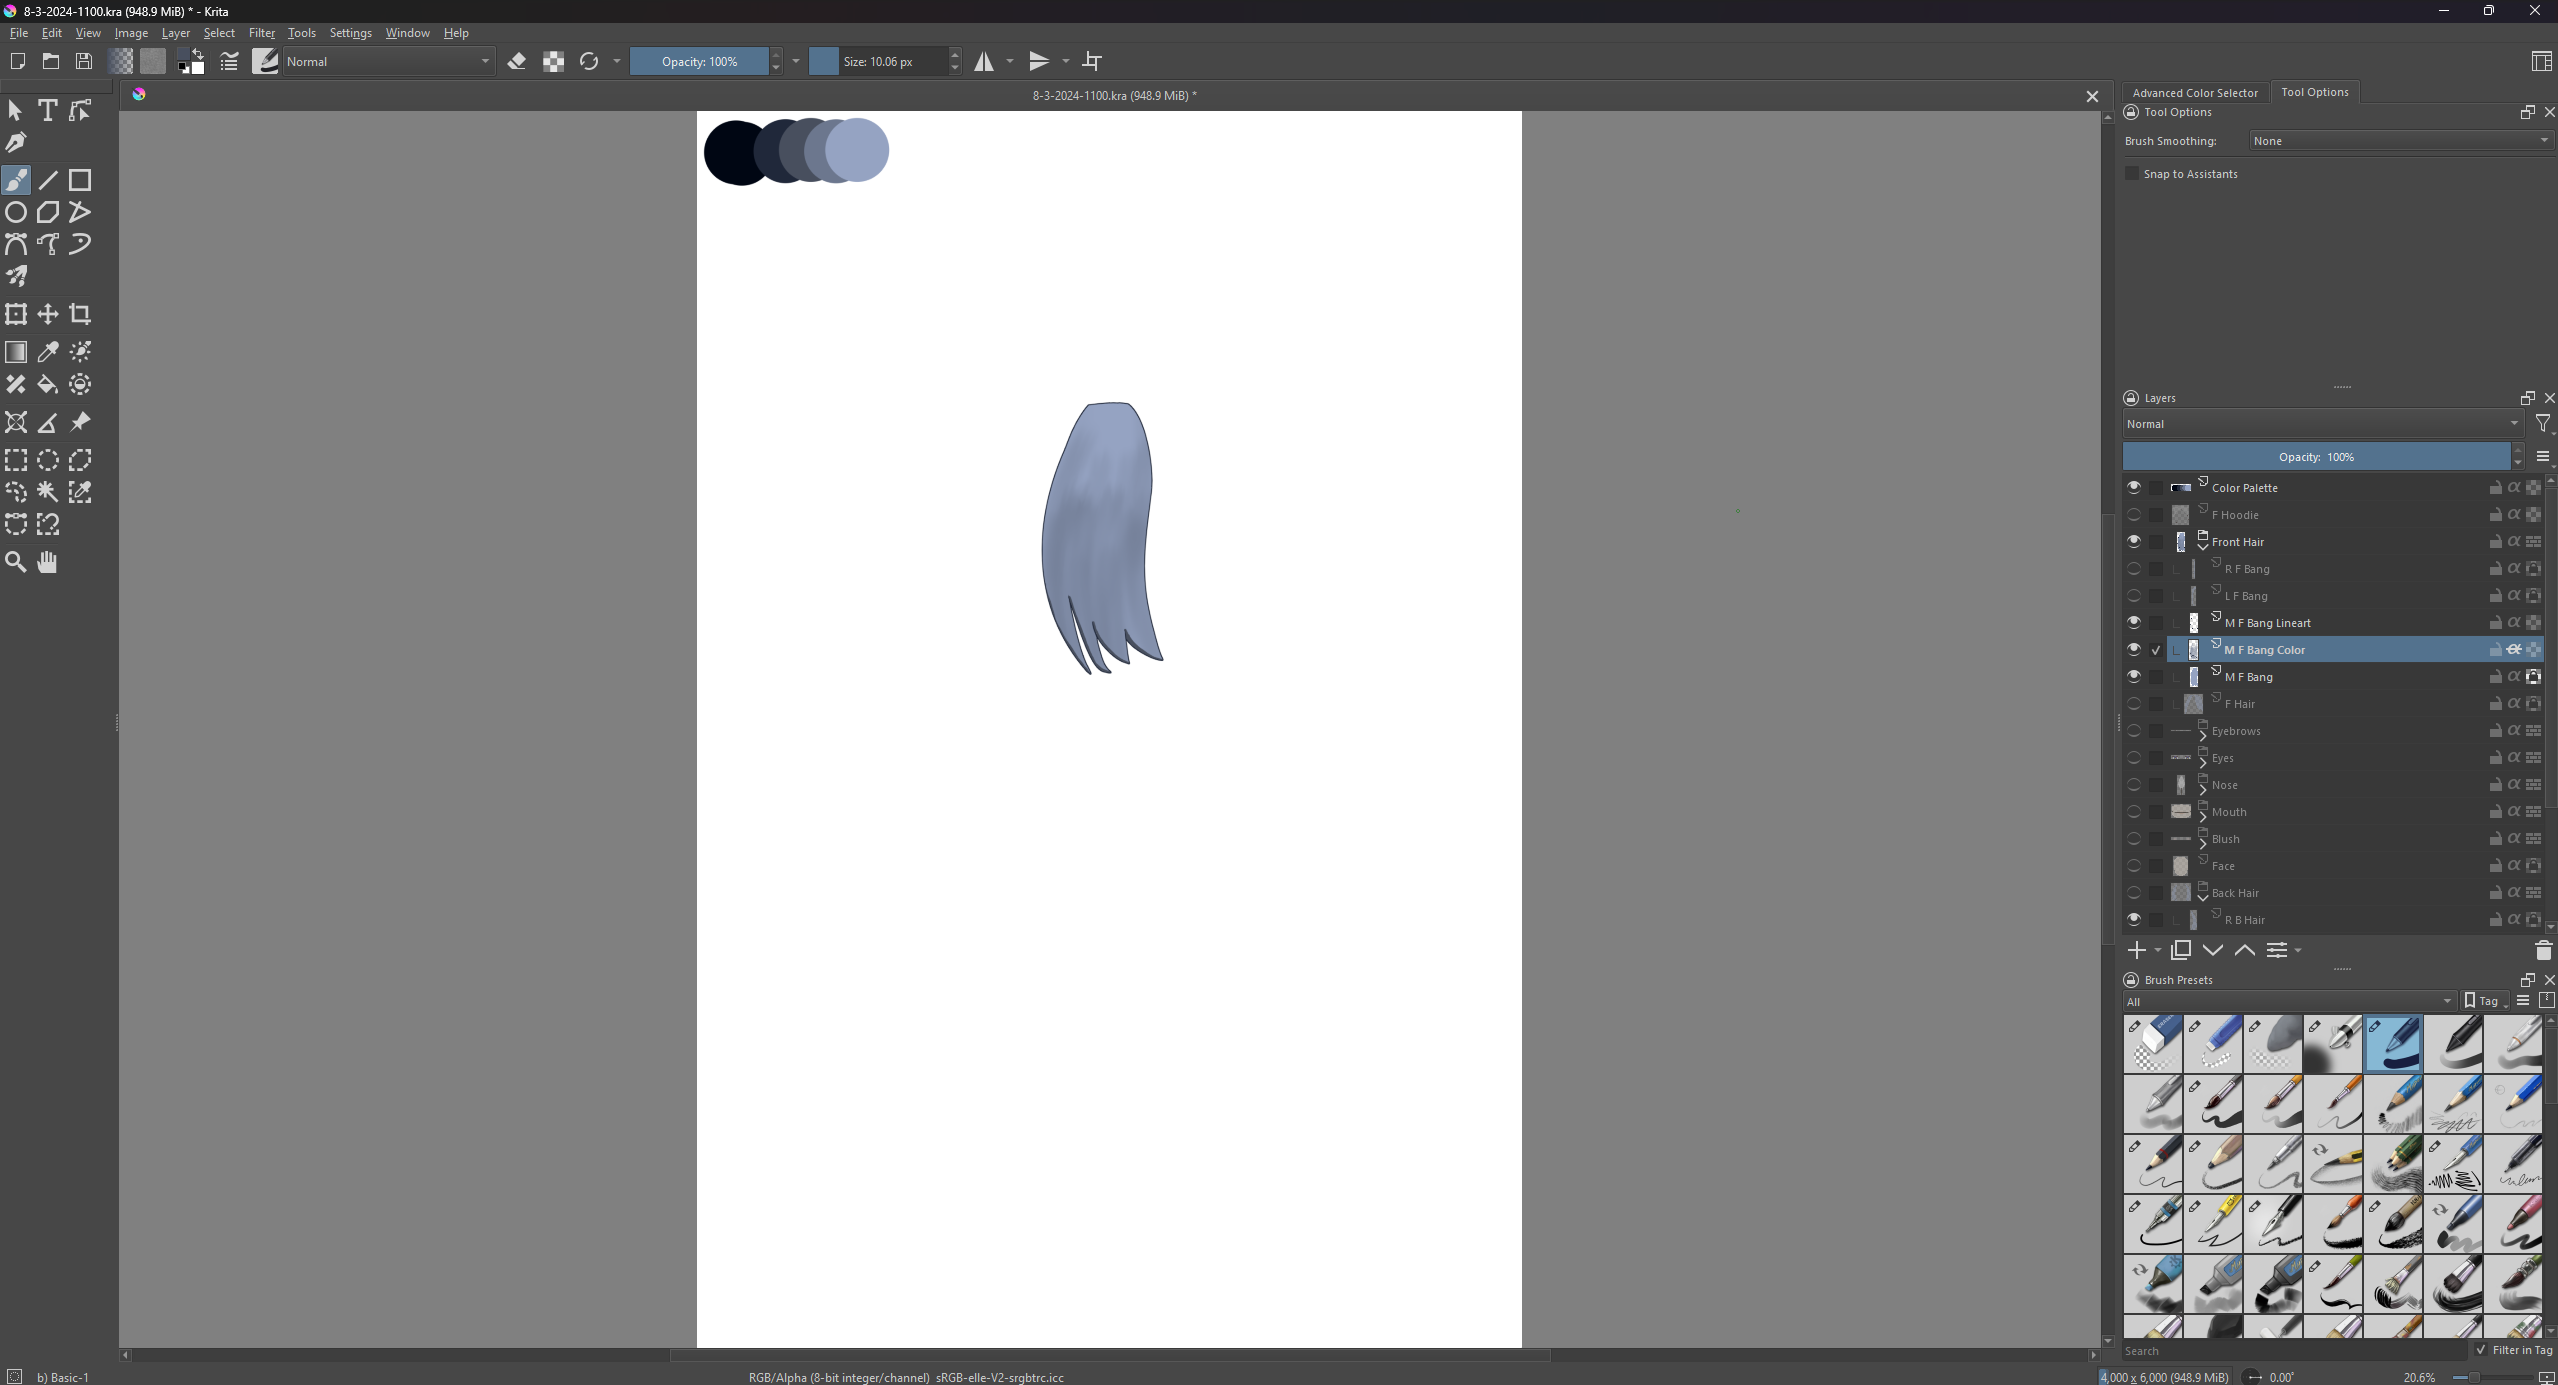 8-3-2024-1100.kra (948.9 MiB) * - Krita
File Edit View Image Layer Select Filter Tools Settings Window Help
Normal Opacity: 100% Size: 10.06 px
8-3-2024-1100.kra (948.9 MiB) *
Advanced Color Selector Tool Options
Tool Options
Brush Smoothing: None
Snap to Assistants
Layers
Normal
Opacity: 100%
Color Palette
F Hoodie
Front Hair
R F Bang
L F Bang
M F Bang Lineart
M F Bang Color
M F Bang
F Hair
Eyebrows
Eyes
Nose
Mouth
Blush
Face
Back Hair
R B Hair
Brush Presets
All Tag
Search Filter in Tag
b) Basic-1 RGB/Alpha (8-bit integer/channel) sRGB-elle-V2-srgbtrc.icc 4,000 x 6,000 (948.9 MiB) 0.00° 20.6%